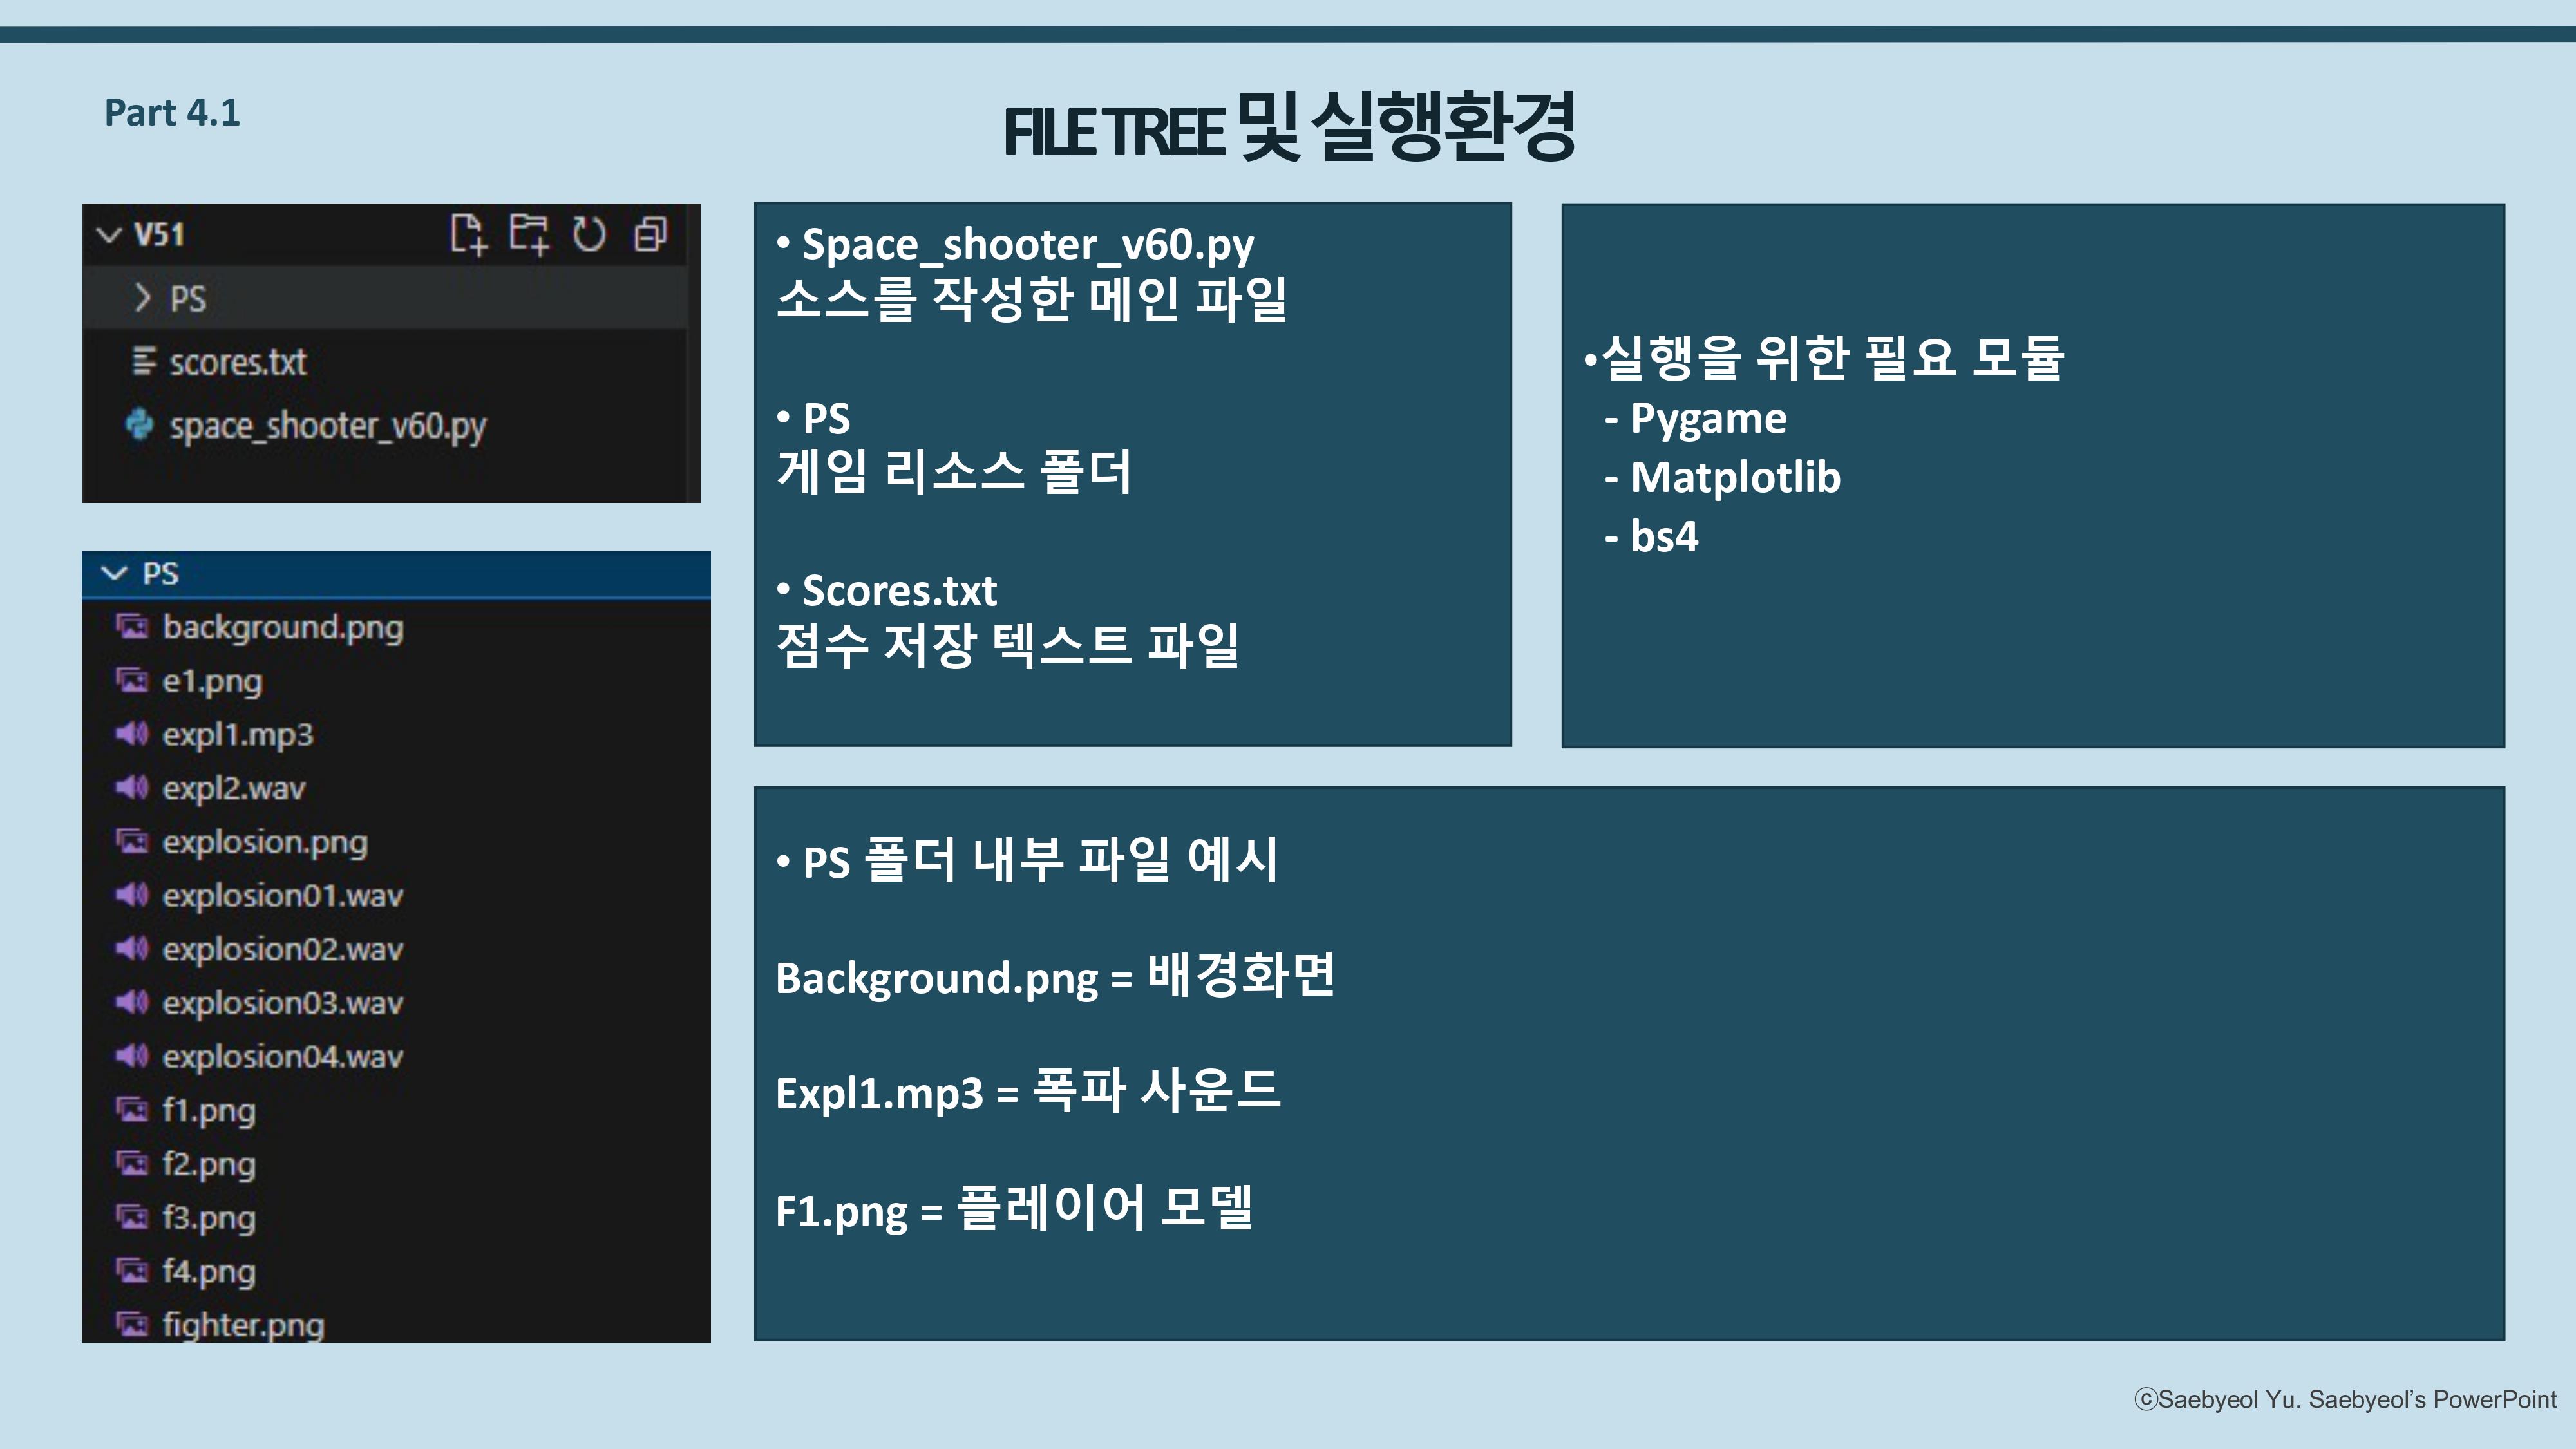 Part 4.1
FILE TREE 및 실행환경
V51
PS
scores.txt
space_shooter_v60.py
PS
background.png
e1.png
expl1.mp3
expl2.wav
explosion.png
explosion01.wav
explosion02.wav
explosion03.wav
explosion04.wav
f1.png
f2.png
f3.png
f4.png
fighter.png
• Space_shooter_v60.py
소스를 작성한 메인 파일
• PS
게임 리소스 폴더
• Scores.txt
점수 저장 텍스트 파일
•실행을 위한 필요 모듈
- Pygame
- Matplotlib
- bs4
• PS 폴더 내부 파일 예시
Background.png = 배경화면
Expl1.mp3 = 폭파 사운드
F1.png = 플레이어 모델
ⓒSaebyeol Yu. Saebyeol’s PowerPoint